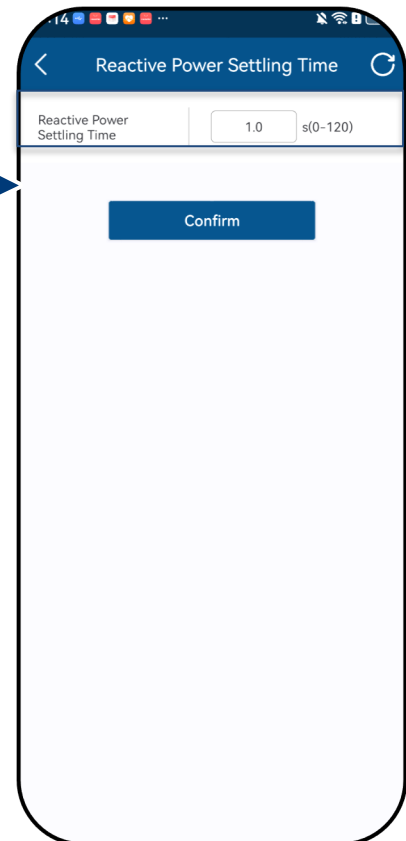 Reactive Power Settling Time
Reactive Power
Settling Time
1.0
s(0-120)
Confirm